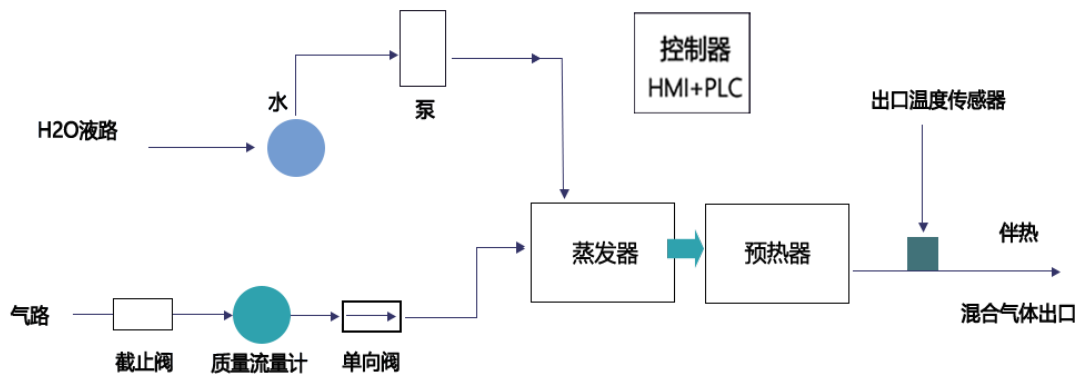 控制器
HMI+PLC
水
泵
出口温度传感器
H2O液路
蒸发器
预热器
伴热
气路
混合气体出口
截止阀
质量流量计
单向阀